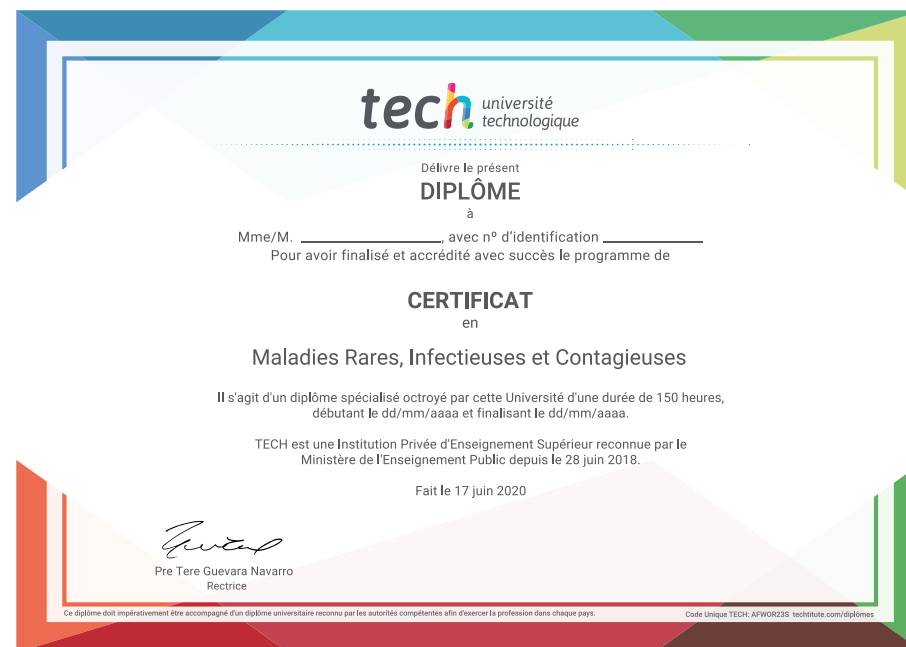 tech université
technologique
Délivre le présent
DIPLÔME
à
Mme/M. ____________________, avec nº d'identification ______________
Pour avoir finalisé et accrédité avec succès le programme de
CERTIFICAT
en
Maladies Rares, Infectieuses et Contagieuses
Il s'agit d'un diplôme spécialisé octroyé par cette Université d'une durée de 150 heures,
débutant le dd/mm/aaaa et finalisant le dd/mm/aaaa.
TECH est une Institution Privée d'Enseignement Supérieur reconnue par le
Ministère de l'Enseignement Public depuis le 28 juin 2018.
Fait le 17 juin 2020
Pre Tere Guevara Navarro
Rectrice
Ce diplôme doit impérativement être accompagné d'un diplôme universitaire reconnu par les autorités compétentes afin d'exercer la profession dans chaque pays.
Code Unique TECH: AFWOR23S techtitute.com/diplômes